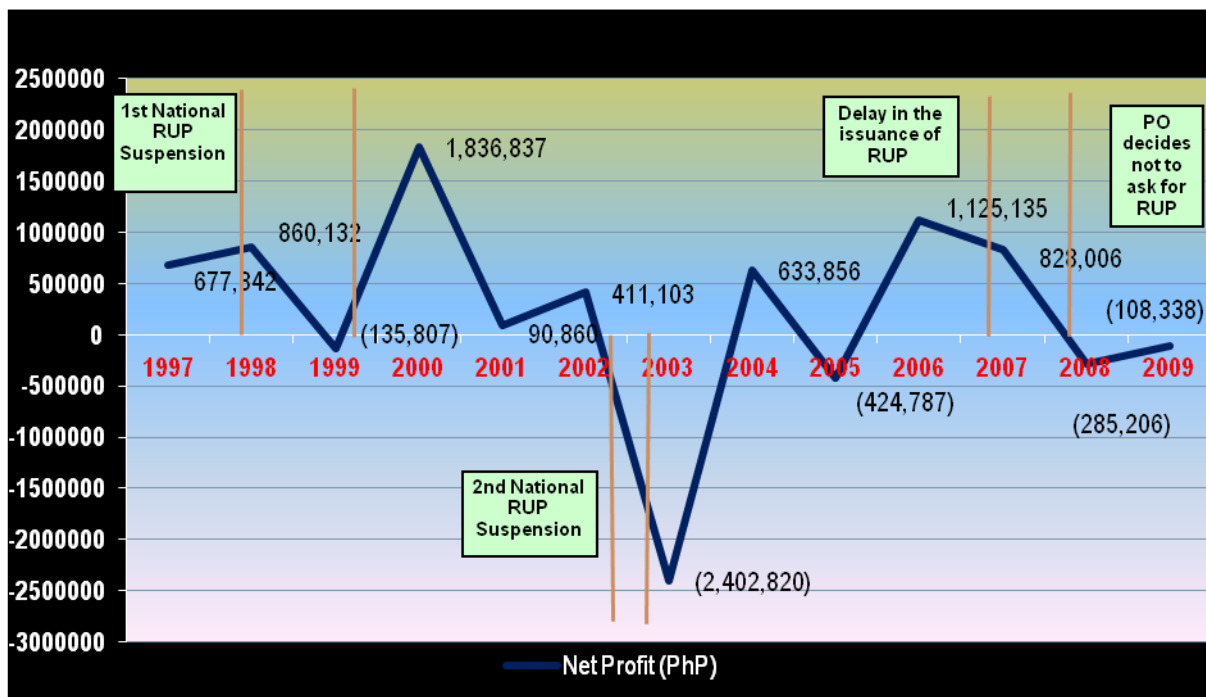 2500000
2000000
1500000
1000000
500000
0
-500000
-1000000
-1500000
-2000000
-2500000
-3000000
1st National
RUP
Suspension
Delay in the
issuance of
RUP
PO
decides
not to
ask for
RUP
2nd National
RUP
Suspension
677,342
860,132
(135,807)
1,836,837
90,860
411,103
(2,402,820)
633,856
(424,787)
1,125,135
828,006
(285,206)
(108,338)
1997 1998 1999 2000 2001 2002 2003 2004 2005 2006 2007 2008 2009
Net Profit (PhP)